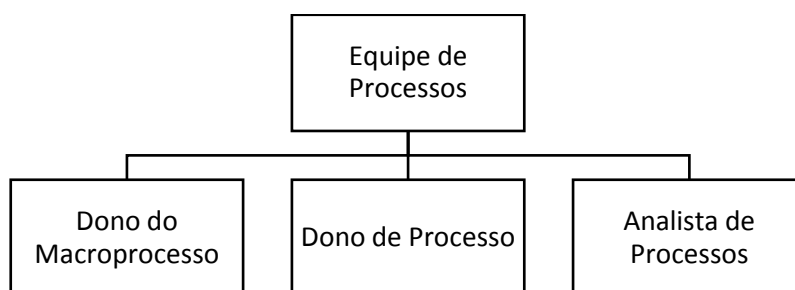 Equipe de
Processos
Dono do
Macroprocesso
Dono de Processo
Analista de
Processos